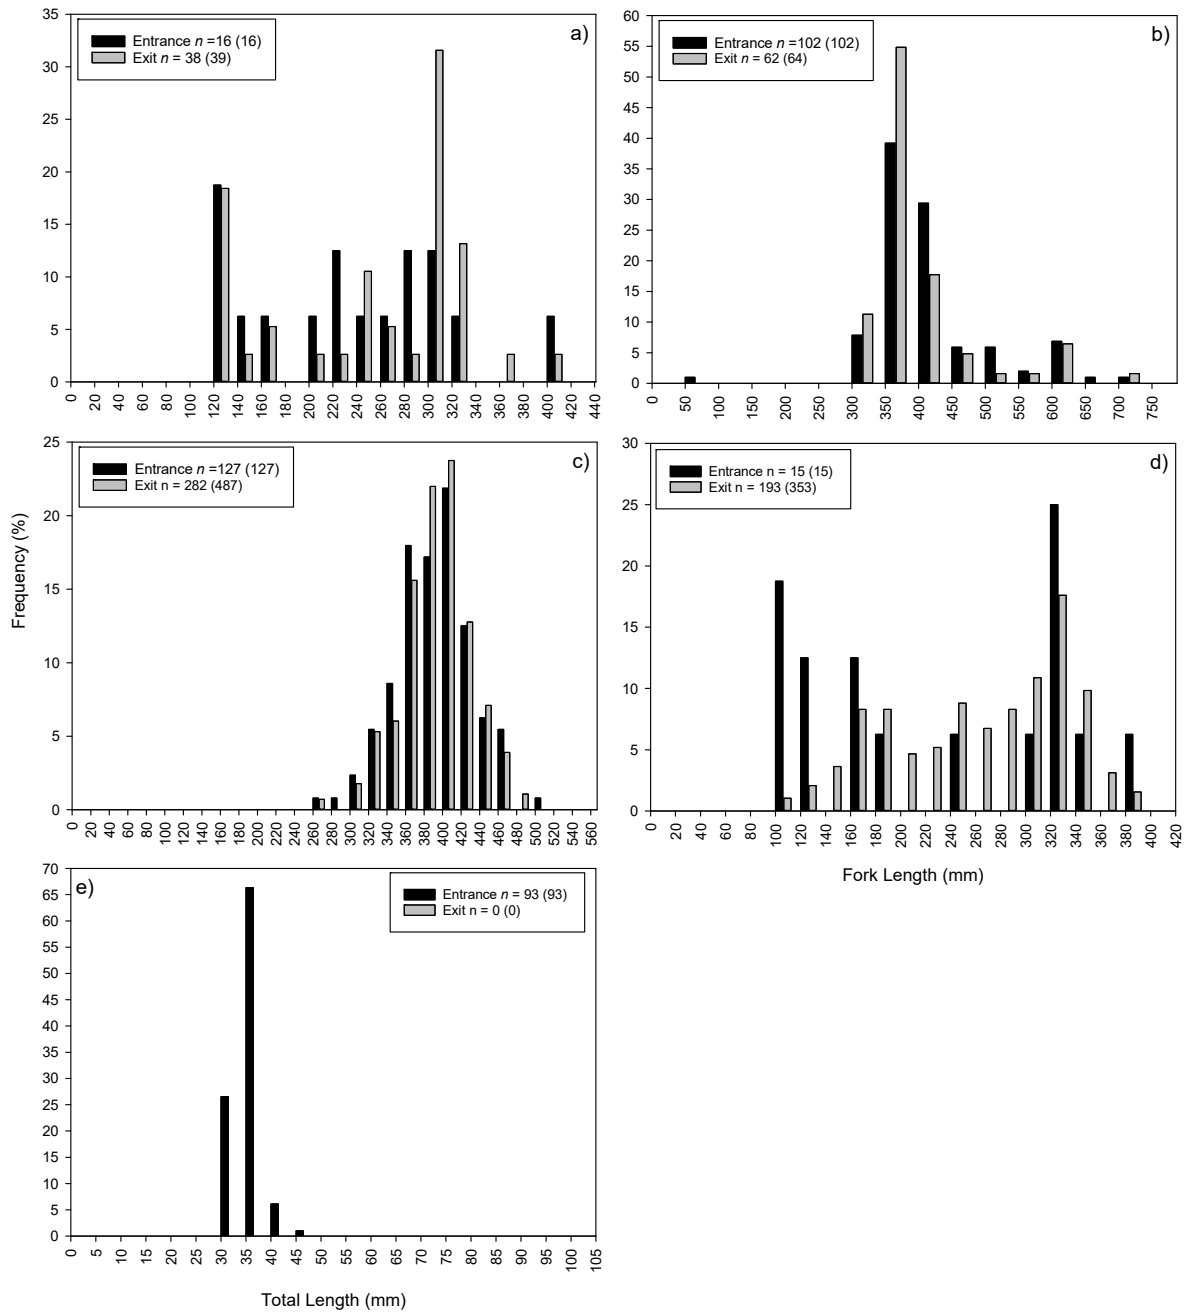 35
30
25
20
15
10
5
0
Entrance n =16 (16)
Exit n = 38 (39)
a)
0 20 40 60 80 100 120 140 160 180 200 220 240 260 280 300 320 340 360 380 400 420 440
60
55
50
45
40
35
30
25
20
15
10
5
0
Entrance n =102 (102)
Exit n = 62 (64)
b)
0 50 100 200 250 300 350 400 450 500 550 600 650 700 750
Frequency (%)
25
20
15
10
5
0
Entrance n =127 (127)
Exit n = 282 (487)
c)
0 20 40 60 80 100 120 140 160 180 200 220 240 260 280 300 320 340 360 380 400 420 440 460 480 500 520 540 560
30
25
20
15
10
5
0
Entrance n = 15 (15)
Exit n = 193 (353)
d)
0 20 40 60 80 100 120 140 160 180 200 220 240 260 280 300 320 340 360 380 400 420
Fork Length (mm)
70
65
60
55
50
45
40
35
30
25
20
15
10
5
0
e)
Entrance n = 93 (93)
Exit n = 0 (0)
0 5 10 15 20 25 30 35 40 45 50 55 60 65 70 75 80 85 90 95 100 105
Total Length (mm)